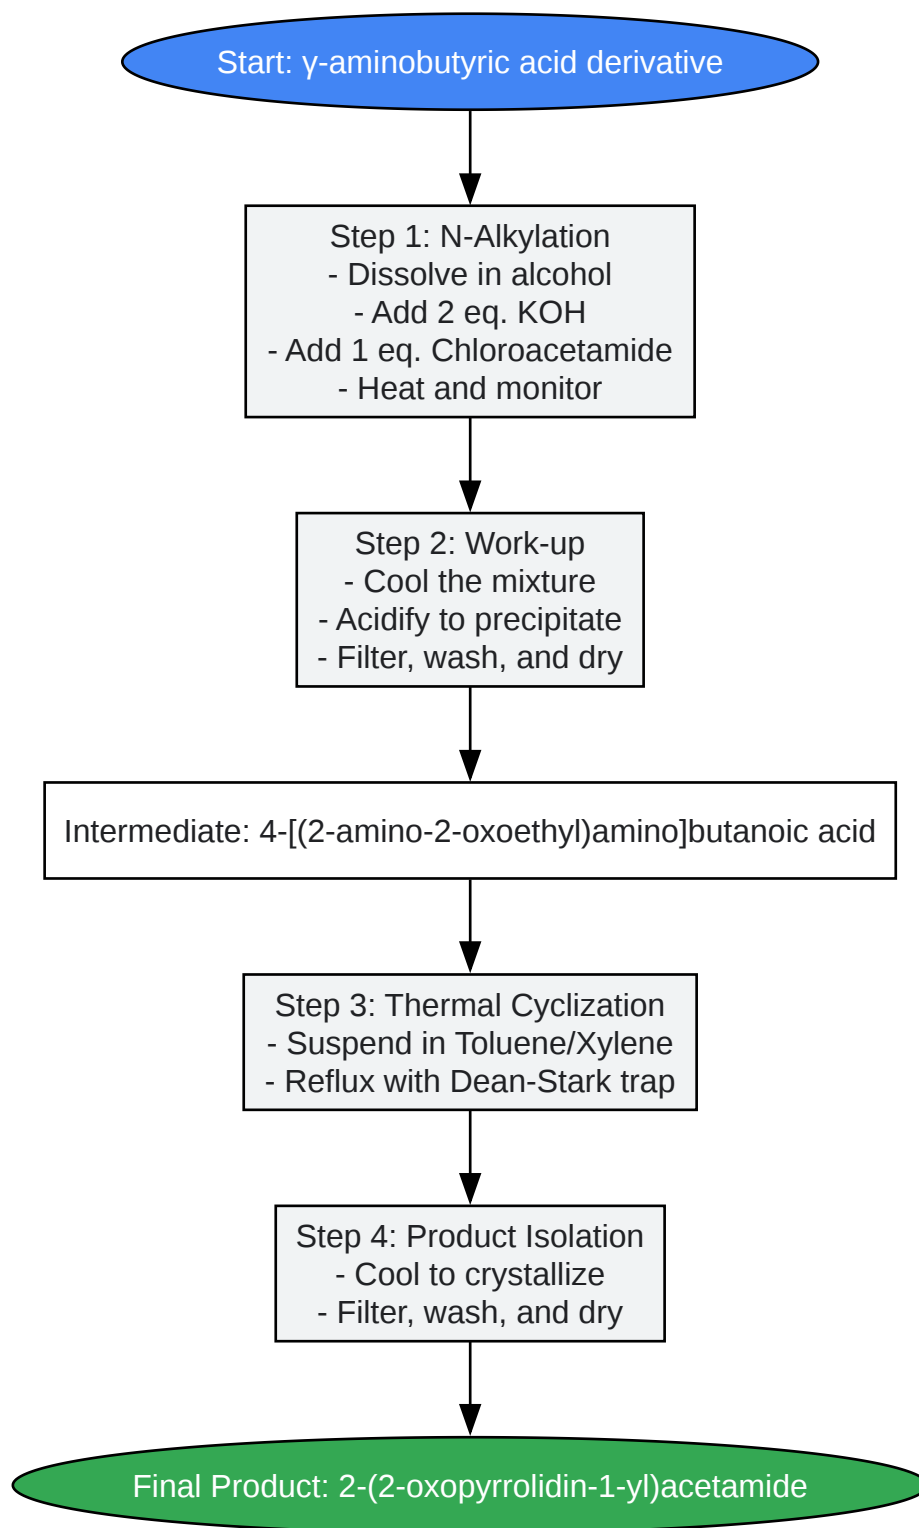 Start: γ-aminobutyric acid derivative
Step 1: N-Alkylation
- Dissolve in alcohol
- Add 2 eq. KOH
- Add 1 eq. Chloroacetamide
- Heat and monitor
Step 2: Work-up
- Cool the mixture
- Acidify to precipitate
- Filter, wash, and dry
Intermediate: 4-[(2-amino-2-oxoethyl)amino]butanoic acid
Step 3: Thermal Cyclization
- Suspend in Toluene/Xylene
- Reflux with Dean-Stark trap
Step 4: Product Isolation
- Cool to crystallize
- Filter, wash, and dry
Final Product: 2-(2-oxopyrrolidin-1-yl)acetamide